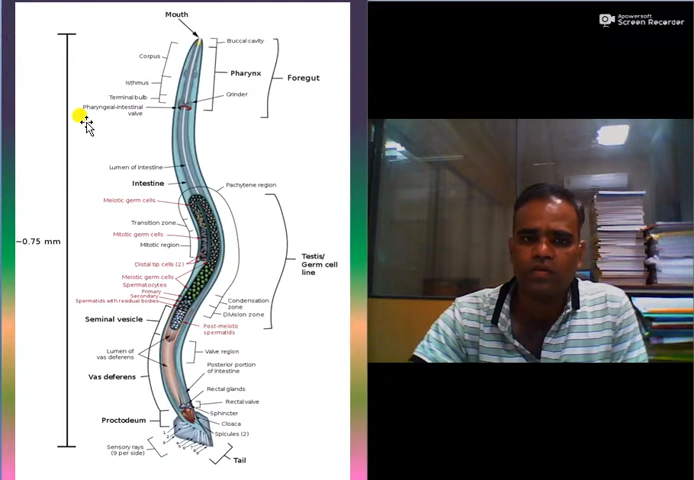 Mouth
Buccal cavity
Corpus
Pharynx
Foregut
Isthmus
Grinder
Terminal bulb
Pharyngeal-intestinal
valve
Lumen of intestine
Intestine
Pachytene region
Meiotic germ cells
Transition zone
Mitotic germ cells
Mitotic region
~0.75 mm
Testis/
Germ cell
line
Distal tip cells (2)
Meiotic germ cells
Spermatocytes
Primary
Secondary
Spermatids with residual bodies
Condensation
zone
Division zone
Seminal vesicle
Post-meiotic
spermatids
Lumen of
vas deferens
Valve region
Posterior portion
of intestine
Vas deferens
Rectal glands
Rectal valve
Sphincter
Proctodeum
Cloaca
Spicules (2)
Sensory rays
(9 per side)
Tail
Apowersoft
Screen Recorder